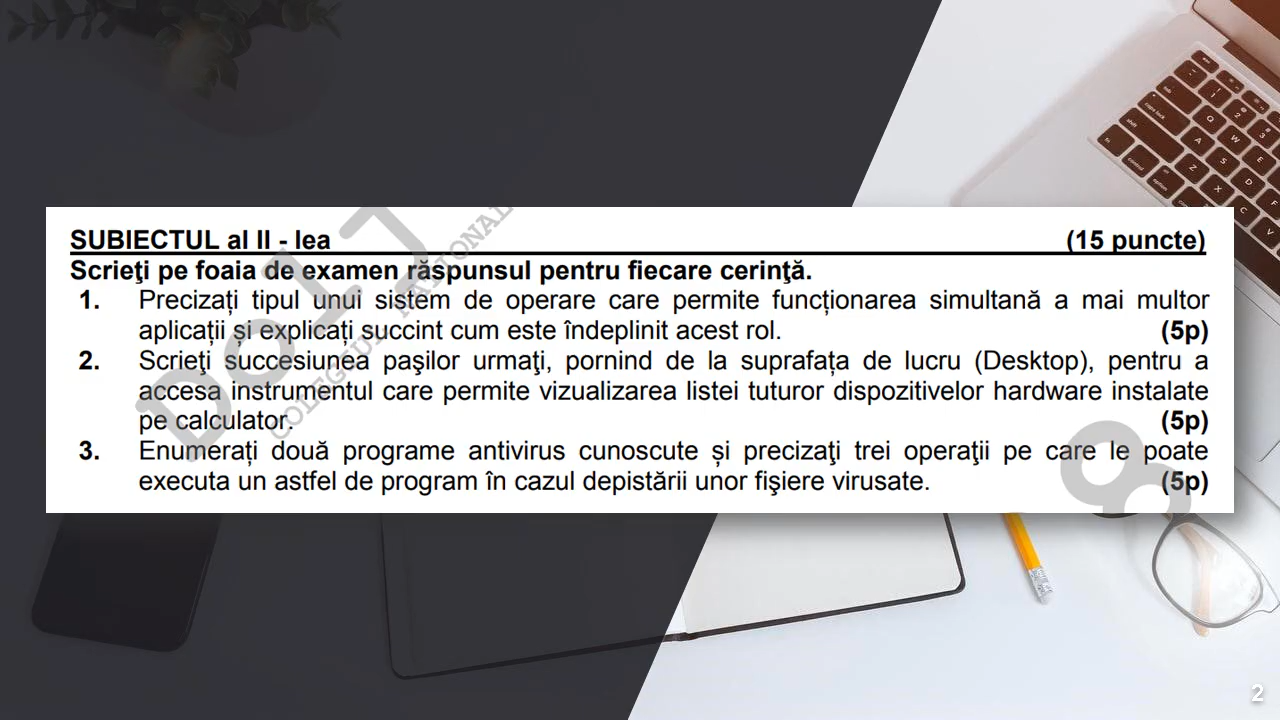 SUBIECTUL al II - lea (15 puncte)
Scrieţi pe foaia de examen răspunsul pentru fiecare cerinţă.
1. Precizați tipul unui sistem de operare care permite funcționarea simultană a mai multor
aplicații și explicați succint cum este îndeplinit acest rol. (5p)
2. Scrieţi succesiunea paşilor urmaţi, pornind de la suprafața de lucru (Desktop), pentru a
accesa instrumentul care permite vizualizarea listei tuturor dispozitivelor hardware instalate
pe calculator. (5p)
3. Enumerați două programe antivirus cunoscute și precizaţi trei operaţii pe care le poate
executa un astfel de program în cazul depistării unor fişiere virusate. (5p)
DOLJ
NATIONAL
8
2